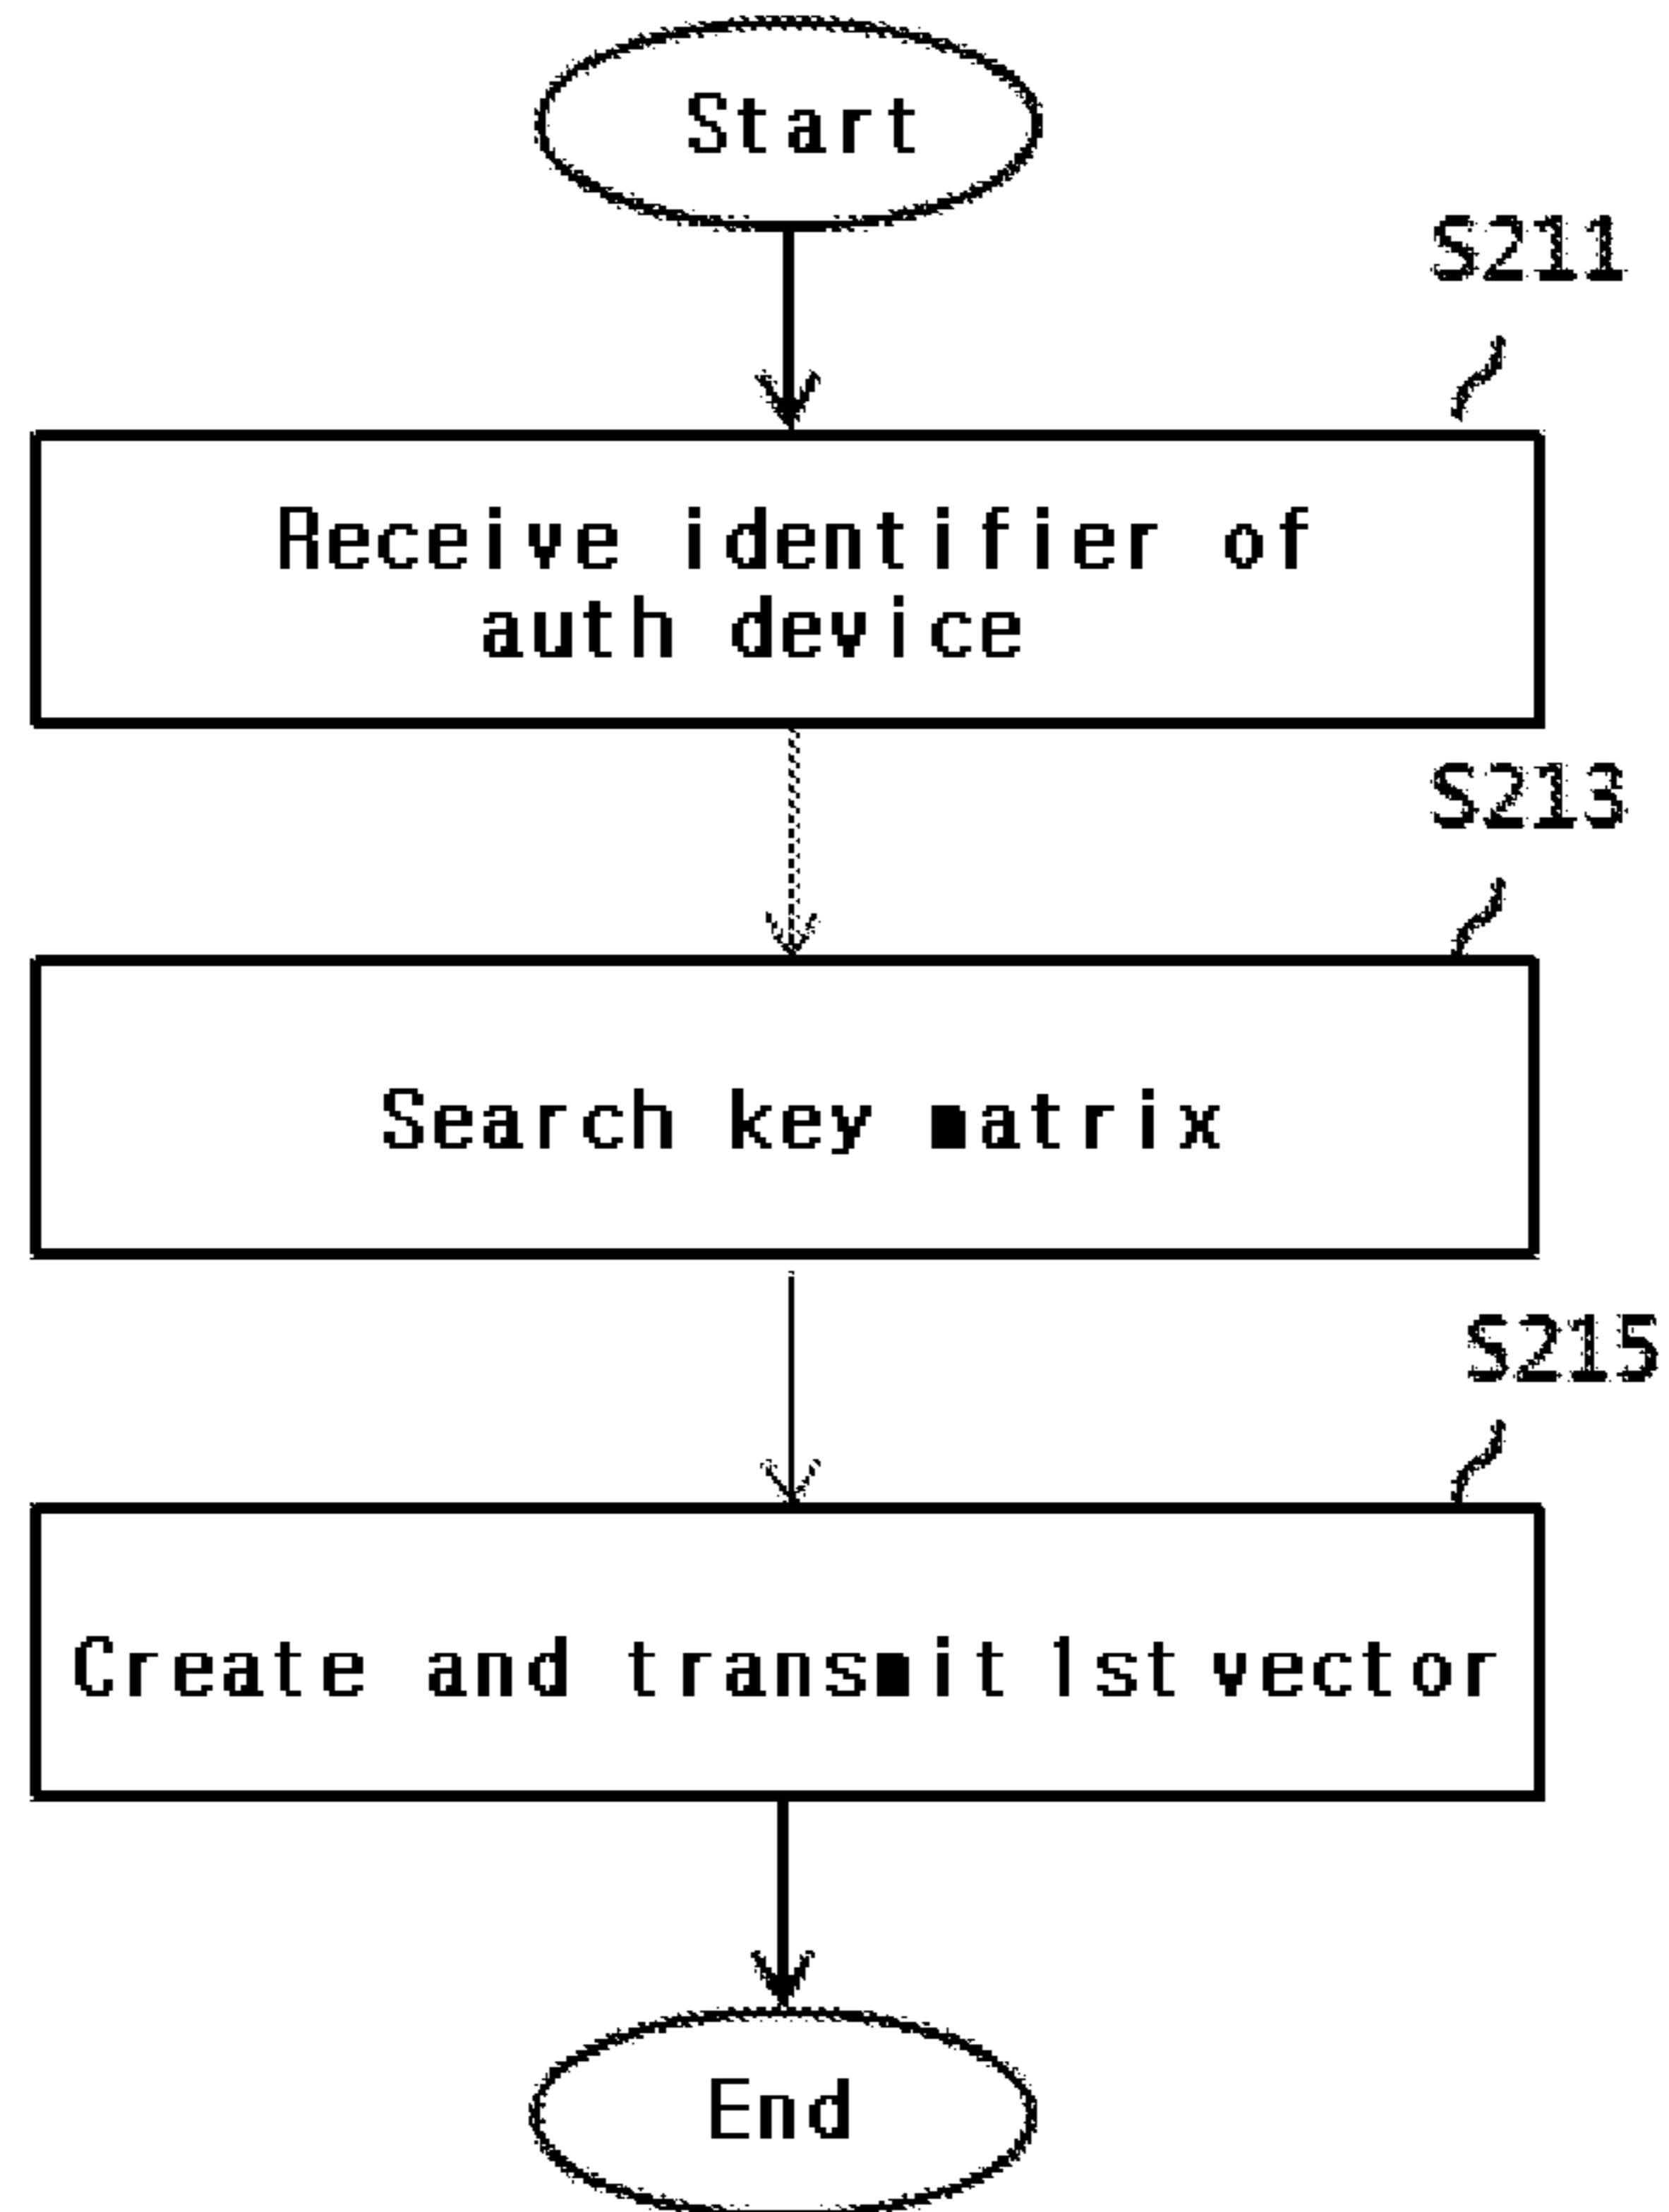 Start
S211
Receive identifier of
auth device
S213
Search key matrix
S215
Create and transmit 1st vector
End